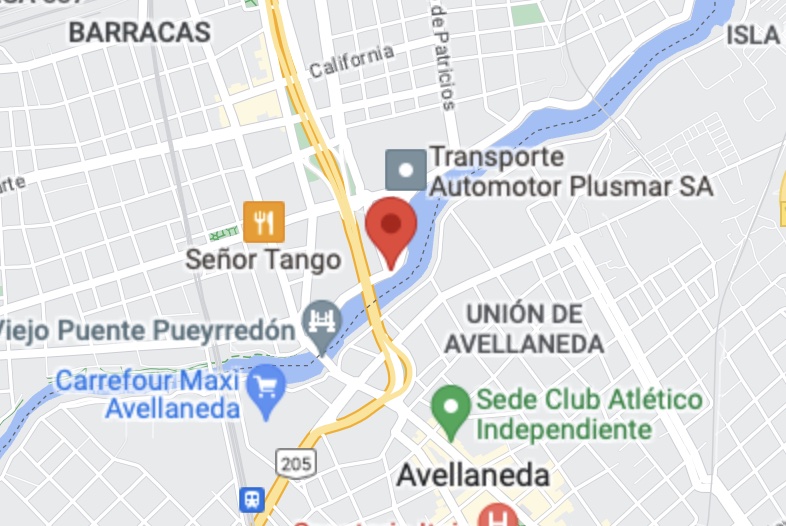 BARRACAS
ISLA
California
de Patricios
Transporte
Automotor Plusmar SA
Señor Tango
UNIÓN DE
AVELLANEDA
Viejo Puente Pueyrredón
Carrefour Maxi
Avellaneda
Sede Club Atlético
Independiente
205
Avellaneda